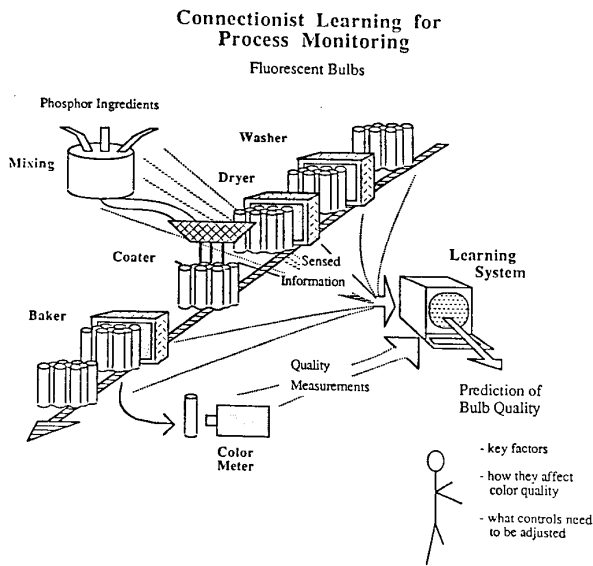 Connectionist Learning for
Process Monitoring
Fluorescent Bulbs
Phosphor Ingredients
Mixing
Washer
Dryer
Coater
Sensed
Information
Learning
System
Baker
Quality
Measurements
Prediction of
Bulb Quality
Color
Meter
- key factors
- how they affect
color quality
- what controls need
to be adjusted